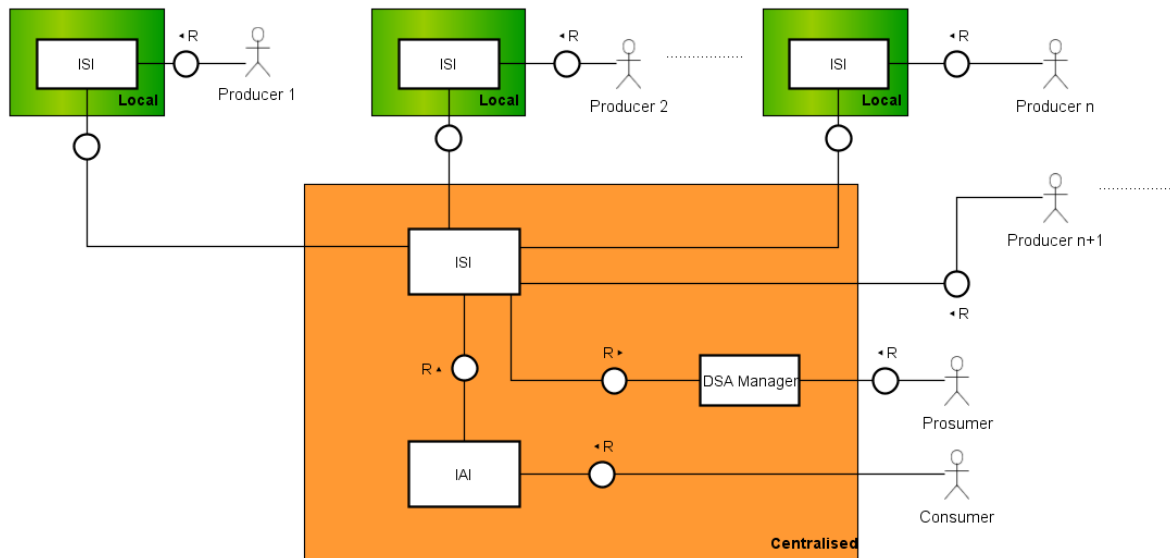 ◂ R
ISI
Local
Producer 1
◂ R
ISI
Local
Producer 2
◂ R
ISI
Local
Producer n
Producer n+1
ISI
◂ R
R ▴
R ▸
DSA Manager
◂ R
Prosumer
IAI
◂ R
Consumer
Centralised